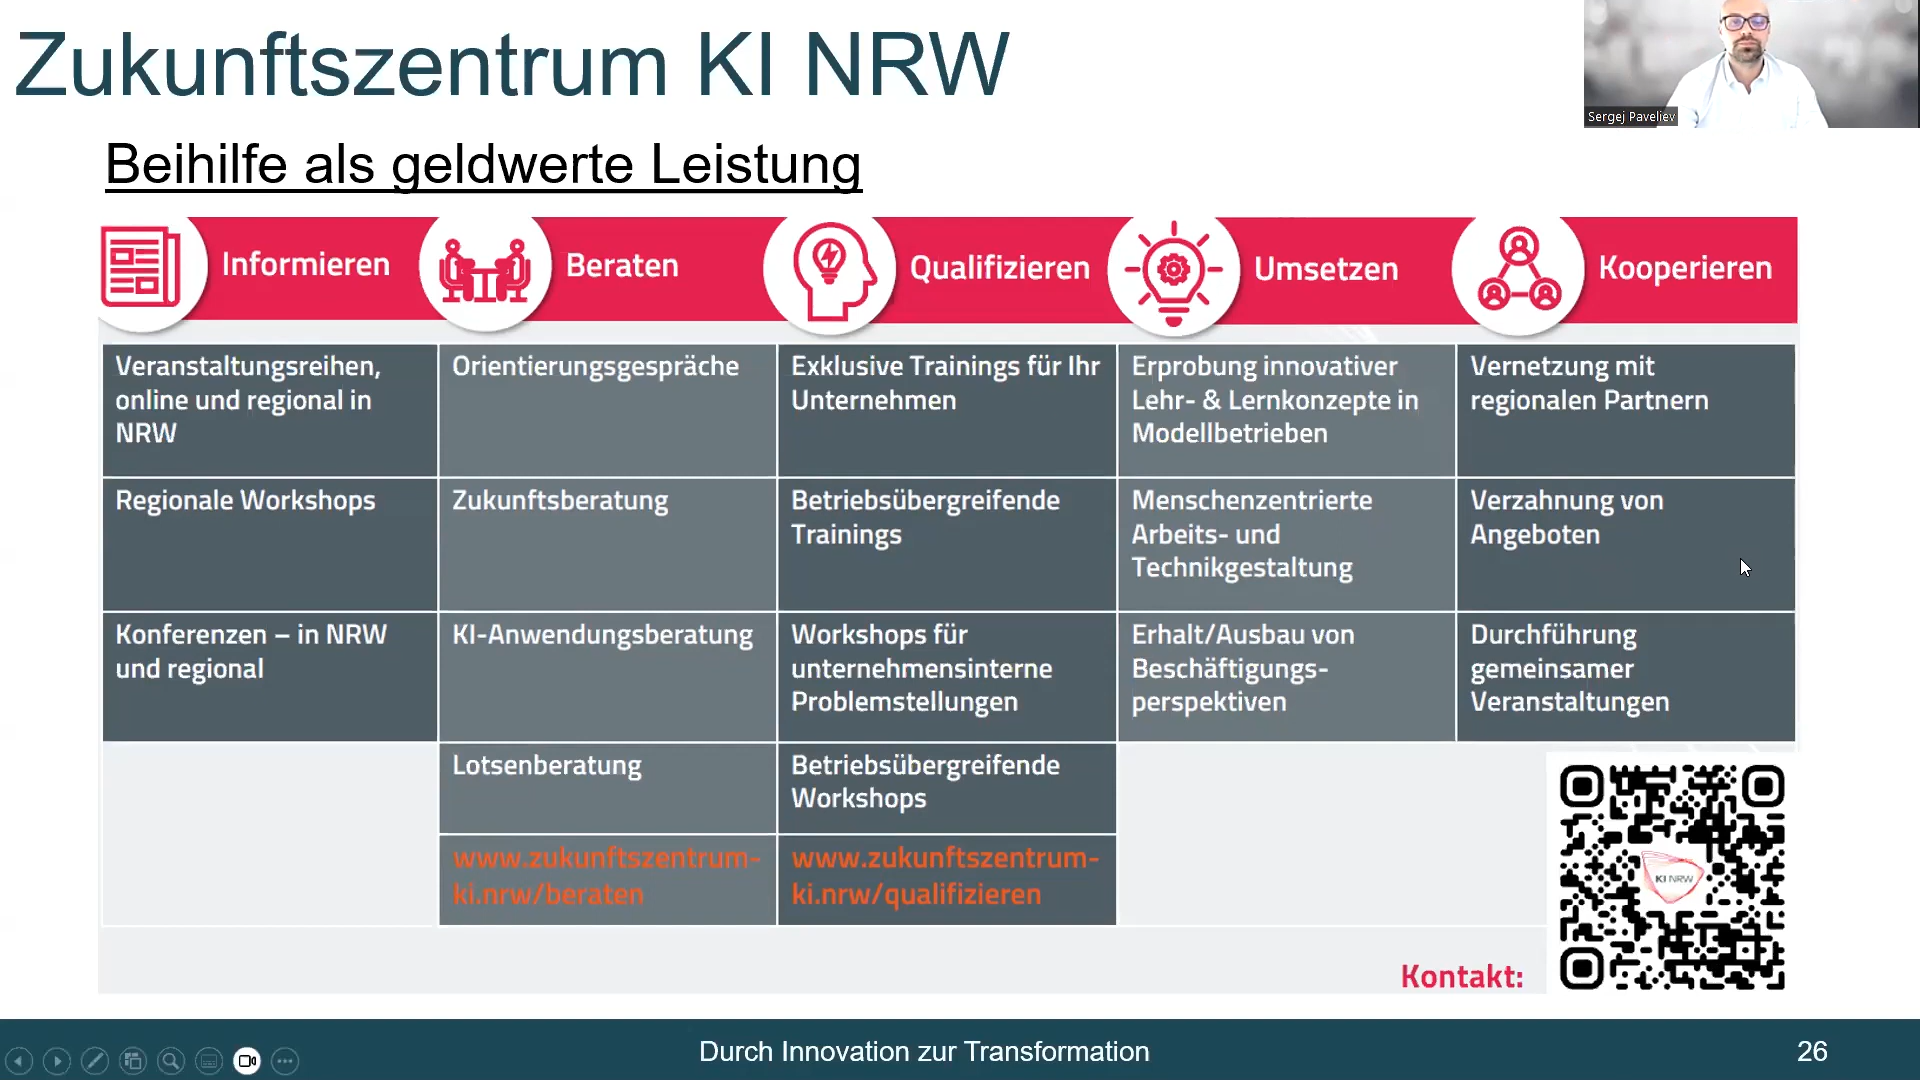 Zukunftszentrum KI NRW
Sergej Paveliev
Beihilfe als geldwerte Leistung
Informieren
Beraten
Qualifizieren
Umsetzen
Kooperieren
Veranstaltungsreihen,
online und regional in
NRW
Orientierungsgespräche
Exklusive Trainings für Ihr
Unternehmen
Erprobung innovativer
Lehr- & Lernkonzepte in
Modellbetrieben
Vernetzung mit
regionalen Partnern
Regionale Workshops
Zukunftsberatung
Betriebsübergreifende
Trainings
Menschenzentrierte
Arbeits- und
Technikgestaltung
Verzahnung von
Angeboten
Konferenzen – in NRW
und regional
KI-Anwendungsberatung
Workshops für
unternehmensinterne
Problemstellungen
Erhalt/Ausbau von
Beschäftigungs-
perspektiven
Durchführung
gemeinsamer
Veranstaltungen
Lotsenberatung
Betriebsübergreifende
Workshops
www.zukunftszentrum-
ki.nrw/beraten
www.zukunftszentrum-
ki.nrw/qualifizieren
KI NRW
Kontakt:
Durch Innovation zur Transformation
26